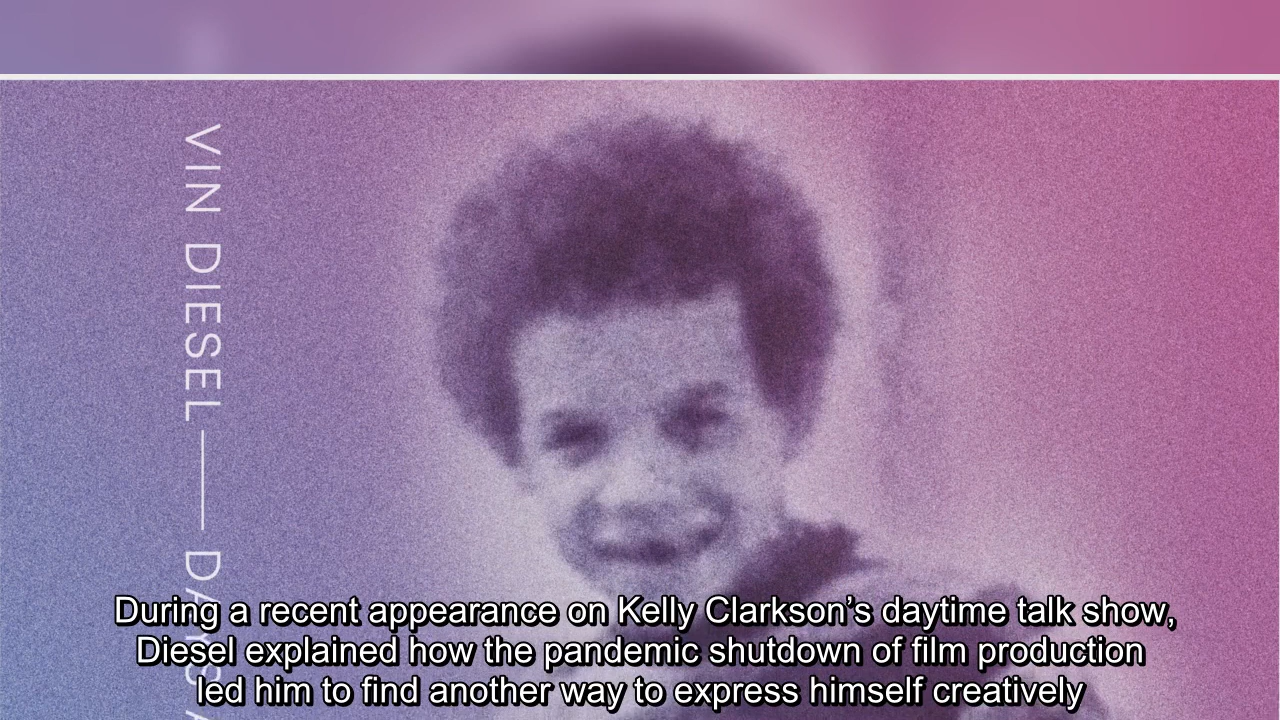 VIN DIESEL — DAYS A
During a recent appearance on Kelly Clarkson’s daytime talk show,
Diesel explained how the pandemic shutdown of film production
led him to find another way to express himself creatively